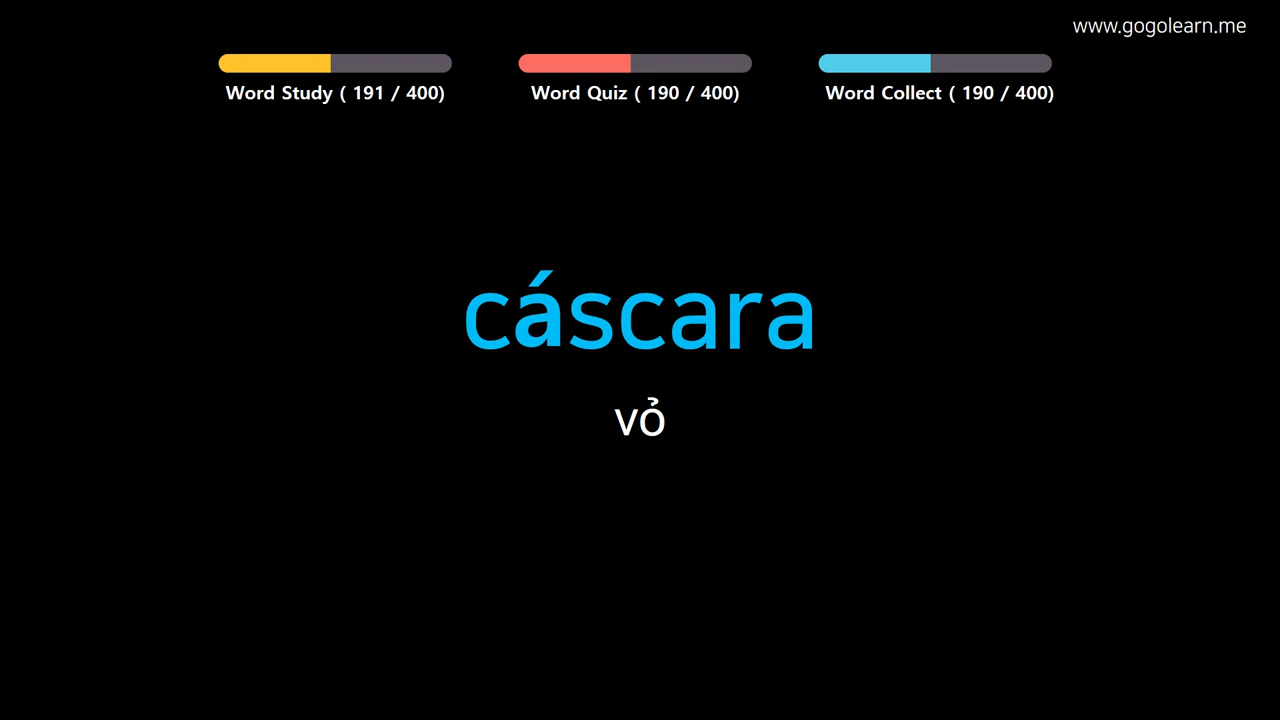 www.gogolearn.me
Word Study ( 191 / 400)
Word Quiz ( 190 / 400)
Word Collect ( 190 / 400)
cáscara
vỏ